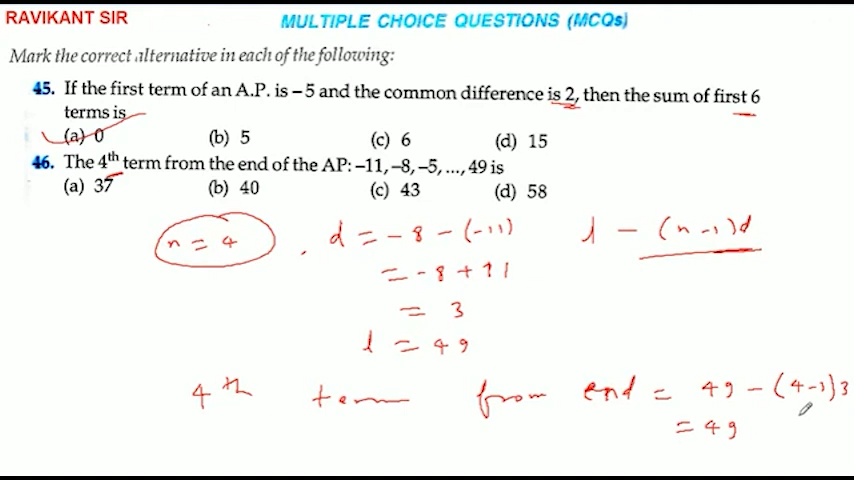 RAVIKANT SIR
MULTIPLE CHOICE QUESTIONS (MCQs)
Mark the correct alternative in each of the following:
45. If the first term of an A.P. is –5 and the common difference is 2, then the sum of first 6
terms is
(a) 0 (b) 5 (c) 6 (d) 15
46. The 4th term from the end of the AP: –11, –8, –5, ..., 49 is
(a) 37 (b) 40 (c) 43 (d) 58
n = 4 . d = -8 - (-11) l - (n-1)d
= -8 + 11
= 3
l = 49
4th term from end = 49 - (4-1)3
= 49